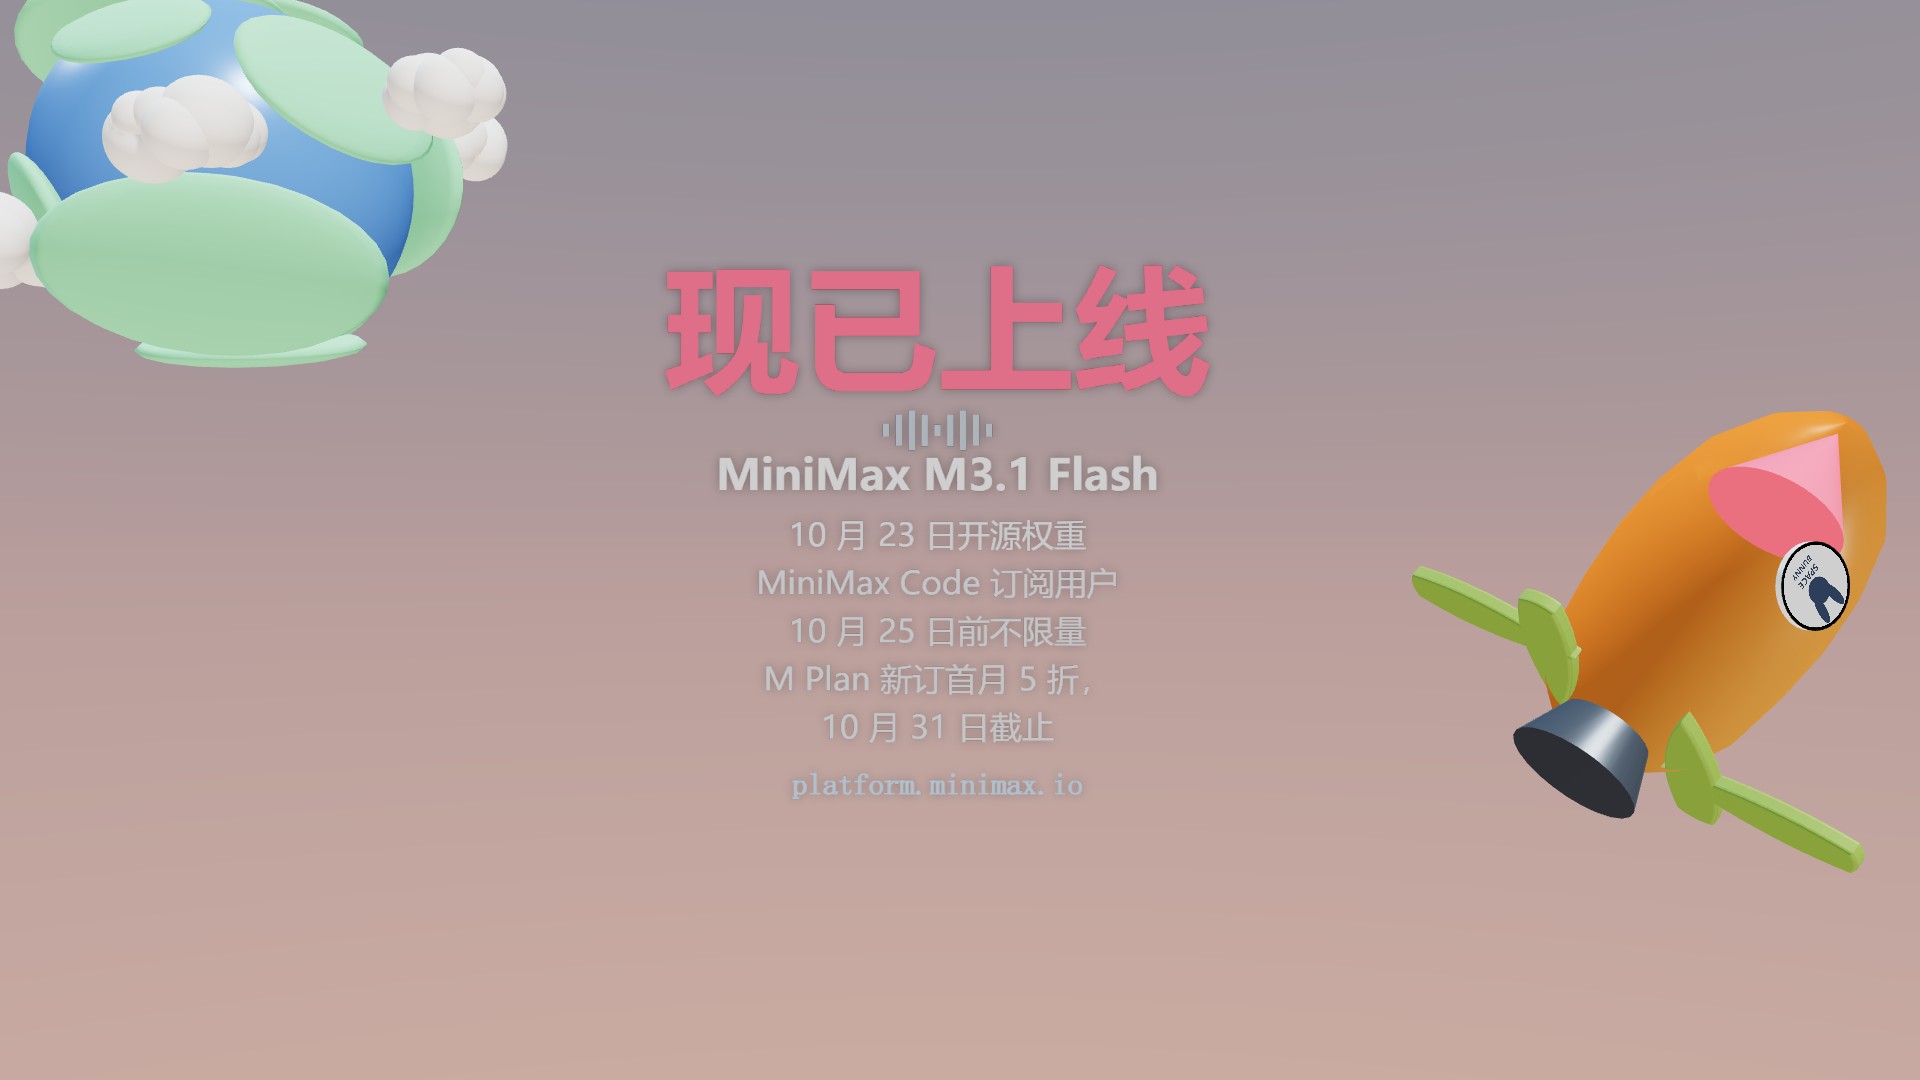 现已上线
MiniMax M3.1 Flash
10 月 23 日开源权重
MiniMax Code 订阅用户
10 月 25 日前不限量
M Plan 新订首月 5 折，
10 月 31 日截止
platform.minimax.io
SPACE
BUNNY